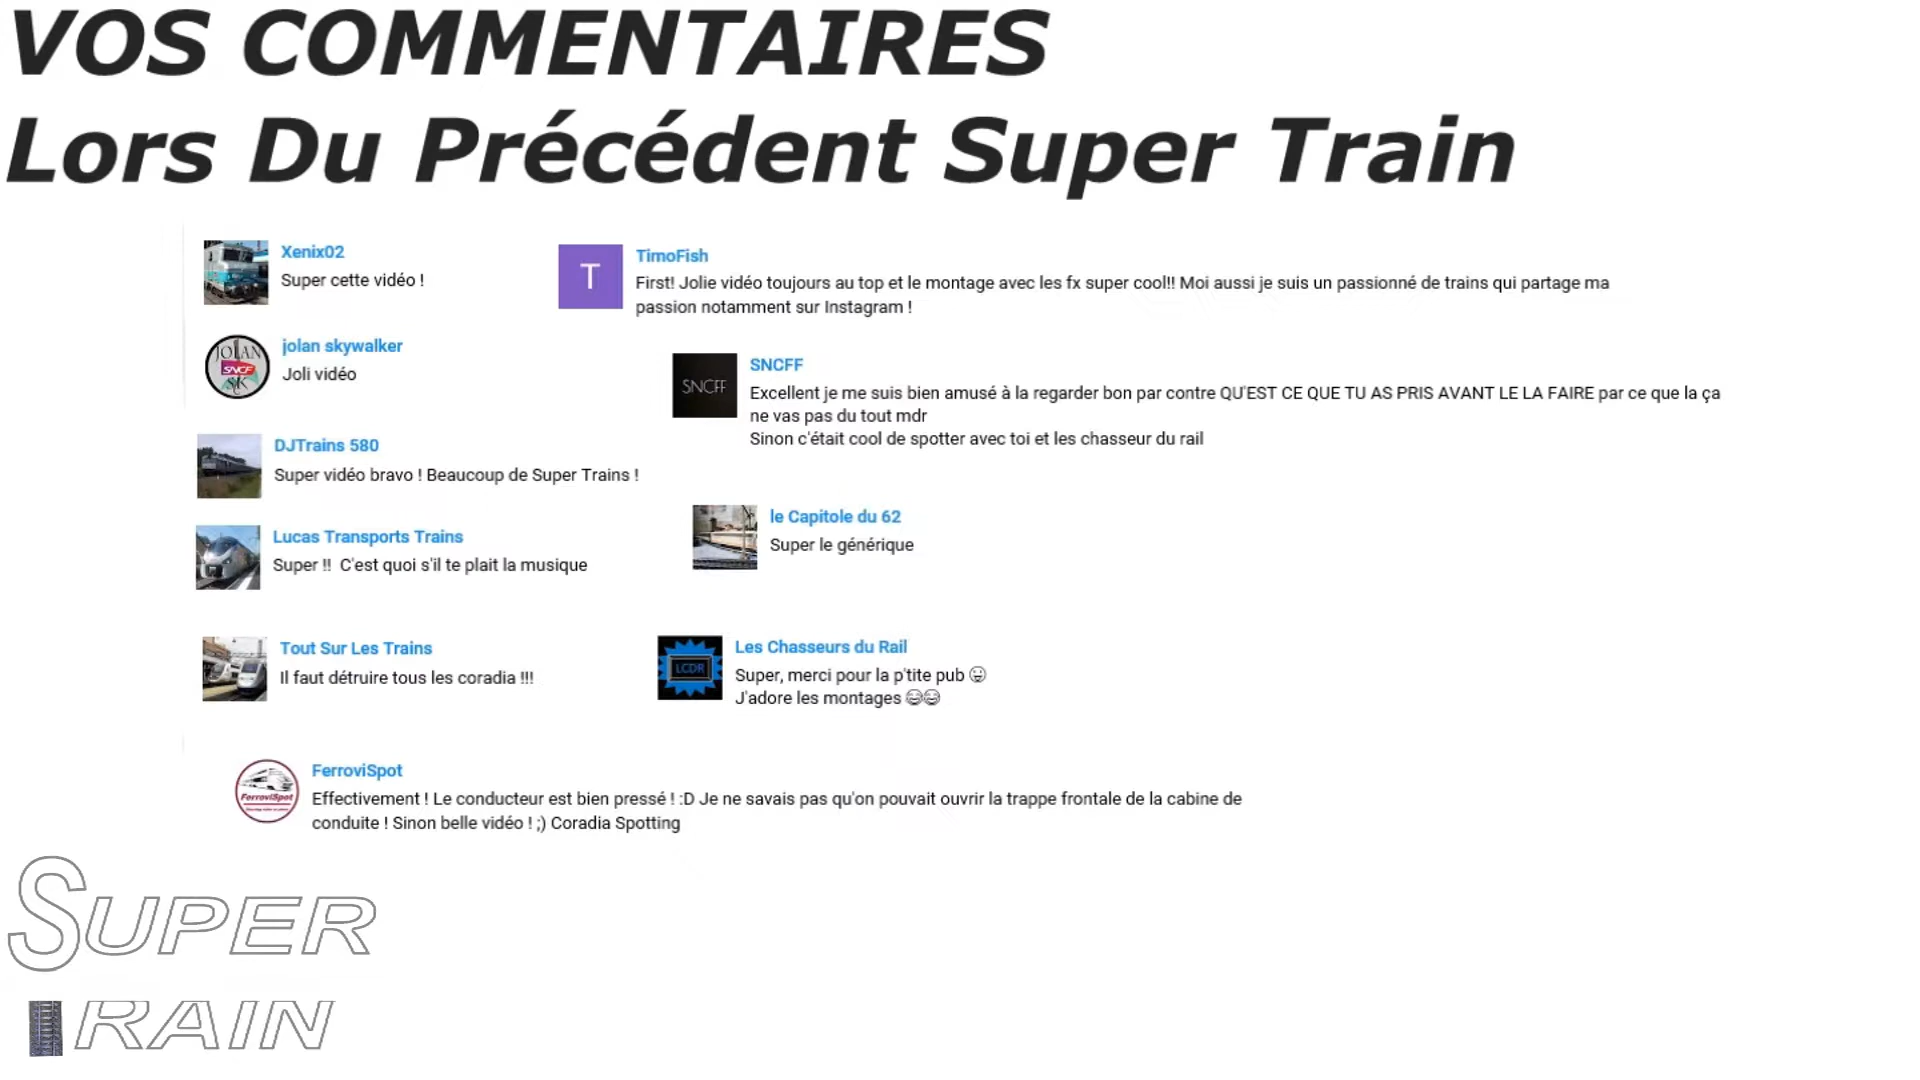 VOS COMMENTAIRES
Lors Du Précédent Super Train
Xenix02
Super cette vidéo !
T
TimoFish
First! Jolie vidéo toujours au top et le montage avec les fx super cool!! Moi aussi je suis un passionné de trains qui partage ma
passion notamment sur Instagram !
JOLAN
SNCF
SK
jolan skywalker
Joli vidéo
SNCFF
SNCFF
Excellent je me suis bien amusé à la regarder bon par contre QU'EST CE QUE TU AS PRIS AVANT LE LA FAIRE par ce que la ça
ne vas pas du tout mdr
Sinon c'était cool de spotter avec toi et les chasseur du rail
DJTrains 580
Super vidéo bravo ! Beaucoup de Super Trains !
le Capitole du 62
Super le générique
Lucas Transports Trains
Super !!  C'est quoi s'il te plait la musique
Tout Sur Les Trains
Il faut détruire tous les coradia !!!
LCDR
Les Chasseurs du Rail
Super, merci pour la p'tite pub 😛
J'adore les montages 😂😂
FerroviSpot
FerroviSpot
Effectivement ! Le conducteur est bien pressé ! :D Je ne savais pas qu'on pouvait ouvrir la trappe frontale de la cabine de
conduite ! Sinon belle vidéo ! ;) Coradia Spotting
SUPER
TRAIN